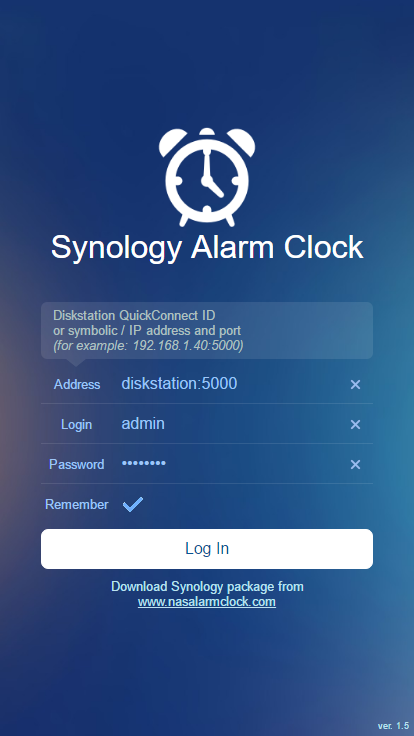 Synology Alarm Clock
Diskstation QuickConnect ID
or symbolic / IP address and port
(for example: 192.168.1.40:5000)
Address diskstation:5000 ×
Login admin ×
Password •••••••• ×
Remember ✓
Log In
Download Synology package from
www.nasalarmclock.com
ver. 1.5